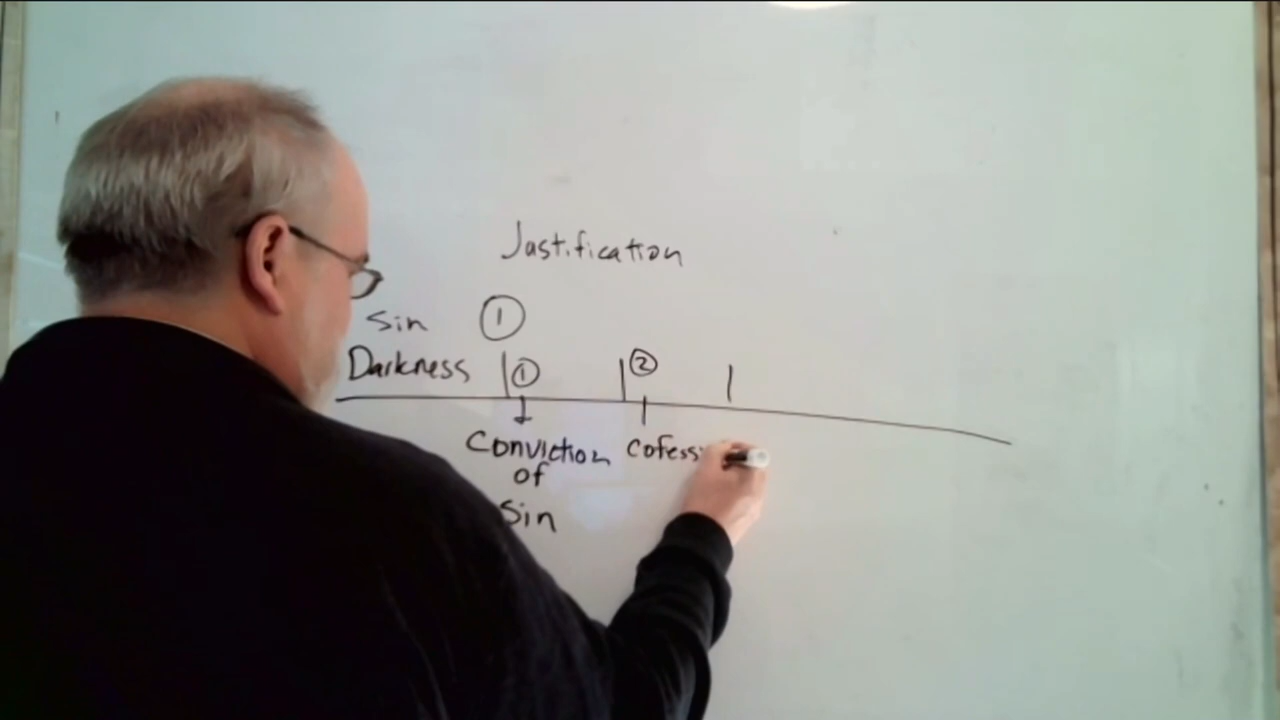 Justification
Sin ①
Darkness ① ②
Conviction cofess
of
Sin